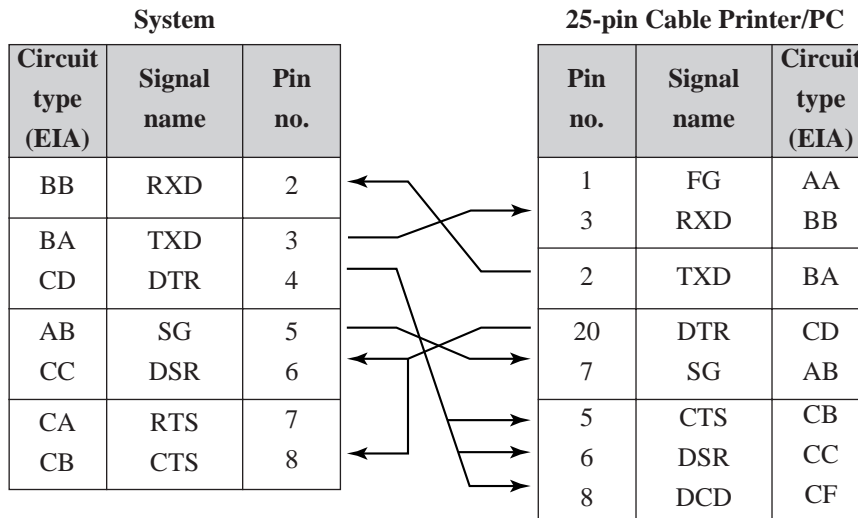 System
Circuit type (EIA) Signal name Pin no.
BB RXD 2
BA TXD 3
CD DTR 4
AB SG 5
CC DSR 6
CA RTS 7
CB CTS 8
25-pin Cable Printer/PC
Pin no. Signal name Circuit type (EIA)
1 FG AA
3 RXD BB
2 TXD BA
20 DTR CD
7 SG AB
5 CTS CB
6 DSR CC
8 DCD CF